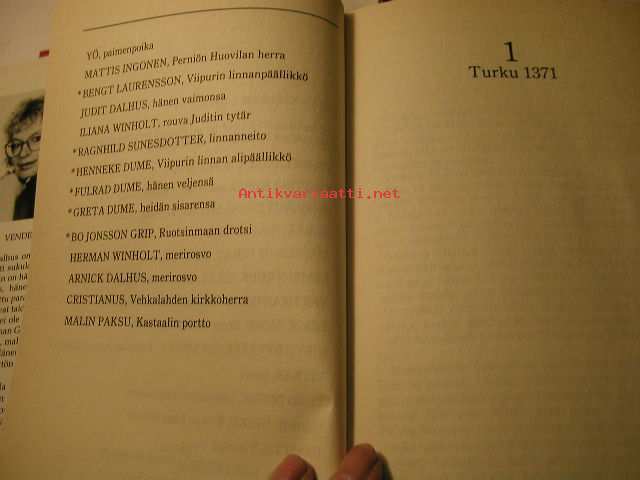 YÖ, paimenpoika
MATTIS INGONEN, Perniön Huovilan herra
*BENGT LAURENSSON, Viipurin linnanpäällikkö
JUDIT DALHUS, hänen vaimonsa
ILIANA WINHOLT, rouva Juditin tytär
*RAGNHILD SUNESDOTTER, linnanneito
*HENNEKE DUME, Viipurin linnan alipäällikkö
*FULRAD DUME, hänen veljensä
*GRETA DUME, heidän sisarensa
*BO JONSSON GRIP, Ruotsinmaan drotsi
HERMAN WINHOLT, merirosvo
ARNICK DALHUS, merirosvo
CRISTIANUS, Vehkalahden kirkkoherra
MALIN PAKSU, Kastaalin portto
1
Turku 1371
Antikvariaatti.net